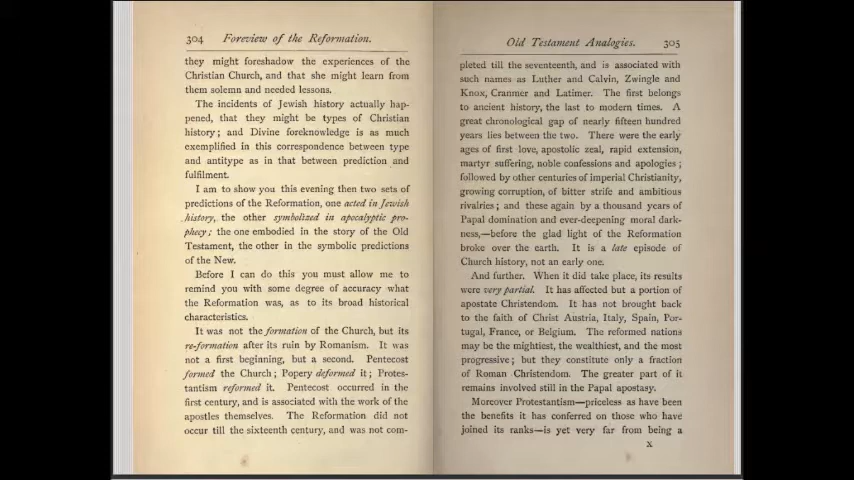 304 Foreview of the Reformation.
they might foreshadow the experiences of the
Christian Church, and that she might learn from
them solemn and needed lessons.
The incidents of Jewish history actually hap-
pened, that they might be types of Christian
history; and Divine foreknowledge is as much
exemplified in this correspondence between type
and antitype as in that between prediction and
fulfilment.
I am to show you this evening then two sets of
predictions of the Reformation, one acted in Jewish
history, the other symbolized in apocalyptic pro-
phecy; the one embodied in the story of the Old
Testament, the other in the symbolic predictions
of the New.
Before I can do this you must allow me to
remind you with some degree of accuracy what
the Reformation was, as to its broad historical
characteristics.
It was not the formation of the Church, but its
re-formation after its ruin by Romanism. It was
not a first beginning, but a second. Pentecost
formed the Church; Popery deformed it; Protes-
tantism reformed it. Pentecost occurred in the
first century, and is associated with the work of the
apostles themselves. The Reformation did not
occur till the sixteenth century, and was not com-
Old Testament Analogies. 305
pleted till the seventeenth, and is associated with
such names as Luther and Calvin, Zwingle and
Knox, Cranmer and Latimer. The first belongs
to ancient history, the last to modern times. A
great chronological gap of nearly fifteen hundred
years lies between the two. There were the early
ages of first love, apostolic zeal, rapid extension,
martyr suffering, noble confessions and apologies;
followed by other centuries of imperial Christianity,
growing corruption, of bitter strife and ambitious
rivalries; and these again by a thousand years of
Papal domination and ever-deepening moral dark-
ness,—before the glad light of the Reformation
broke over the earth. It is a late episode of
Church history, not an early one.
And further. When it did take place, its results
were very partial. It has affected but a portion of
apostate Christendom. It has not brought back
to the faith of Christ Austria, Italy, Spain, Por-
tugal, France, or Belgium. The reformed nations
may be the mightiest, the wealthiest, and the most
progressive; but they constitute only a fraction
of Roman Christendom. The greater part of it
remains involved still in the Papal apostasy.
Moreover Protestantism—priceless as have been
the benefits it has conferred on those who have
joined its ranks—is yet very far from being a
X